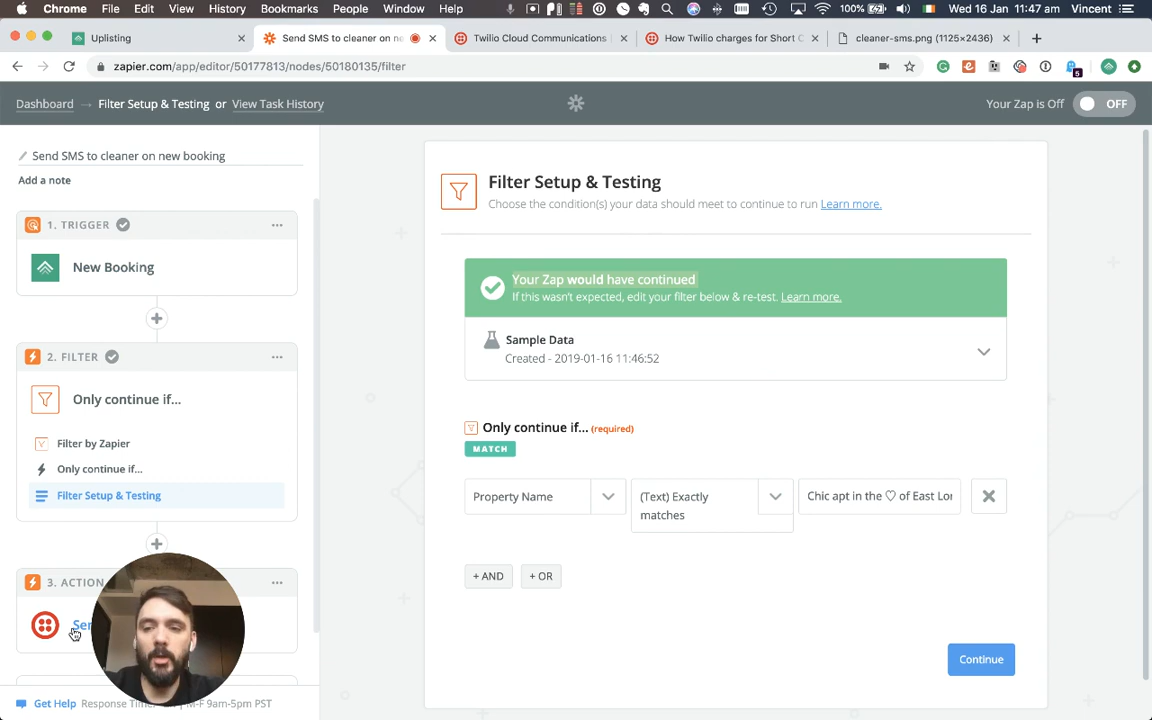 Chrome File Edit View History Bookmarks People Window Help 100% Wed 16 Jan 11:47 am Vincent
Uplisting
Send SMS to cleaner on ne
Twilio Cloud Communications
How Twilio charges for Short C
cleaner-sms.png (1125×2436)
zapier.com/app/editor/50177813/nodes/50180135/filter
5
Dashboard → Filter Setup & Testing or View Task History
Your Zap is Off OFF
Send SMS to cleaner on new booking
Add a note
1. TRIGGER
New Booking
2. FILTER
Only continue if...
Filter by Zapier
Only continue if...
Filter Setup & Testing
3. ACTION
Get Help
M-F 9am-5pm PST
Filter Setup & Testing
Choose the condition(s) your data should meet to continue to run Learn more.
Your Zap would have continued
If this wasn't expected, edit your filter below & re-test. Learn more.
Sample Data
Created - 2019-01-16 11:46:52
Only continue if... (required)
MATCH
Property Name
(Text) Exactly
matches
Chic apt in the ♡ of East Lor
+ AND
+ OR
Continue